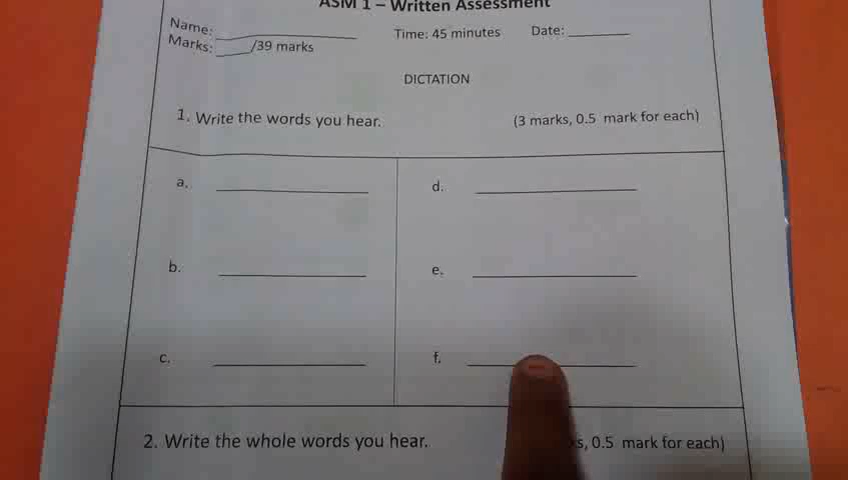 ASM 1 – Written Assessment
Name: Time: 45 minutes Date:
Marks: /39 marks
DICTATION
1. Write the words you hear. (3 marks, 0.5 mark for each)
a. d.
b. e.
c. f.
2. Write the whole words you hear. 0.5 mark for each)